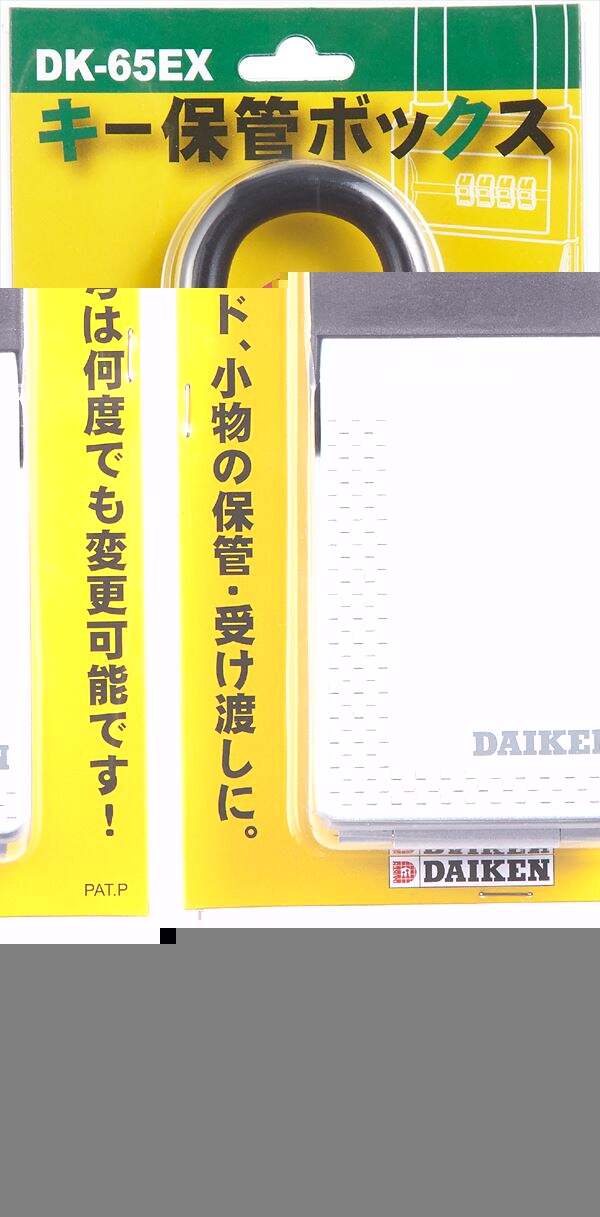 DK-65EX
キー保管ボックス
は何度でも変更可能です!
ド、小物の保管・受け渡しに。
DAIKEN
PAT.P
DAIKEN